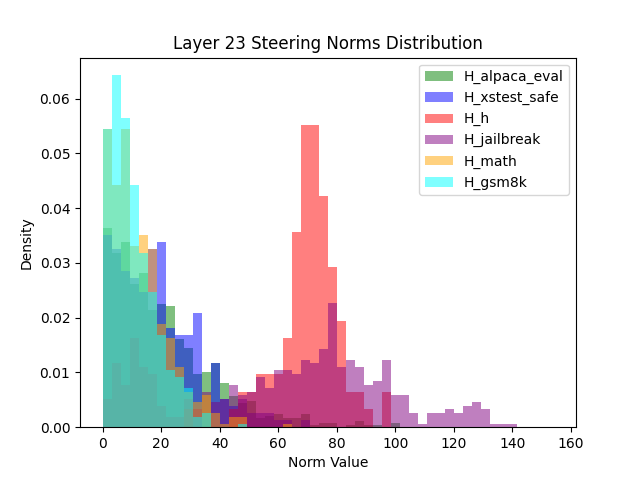 Layer 23 Steering Norms Distribution
H_alpaca_eval
H_xstest_safe
H_h
H_jailbreak
H_math
H_gsm8k
Density
0.06
0.05
0.04
0.03
0.02
0.01
0.00
0 20 40 60 80 100 120 140 160
Norm Value